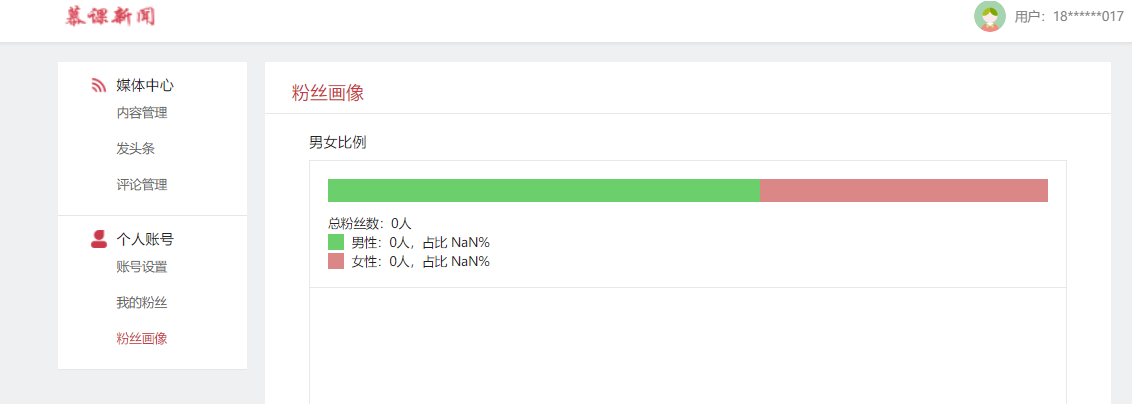 慕课新闻
用户：18******017
媒体中心
内容管理
发头条
评论管理
个人账号
账号设置
我的粉丝
粉丝画像
粉丝画像
男女比例
总粉丝数：0人
男性：0人，占比 NaN%
女性：0人，占比 NaN%